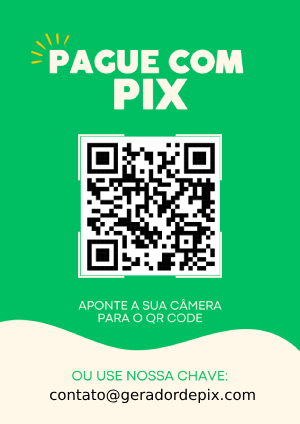 PAGUE COM
PIX
APONTE A SUA CÂMERA
PARA O QR CODE
OU USE NOSSA CHAVE:
contato@geradordepix.com